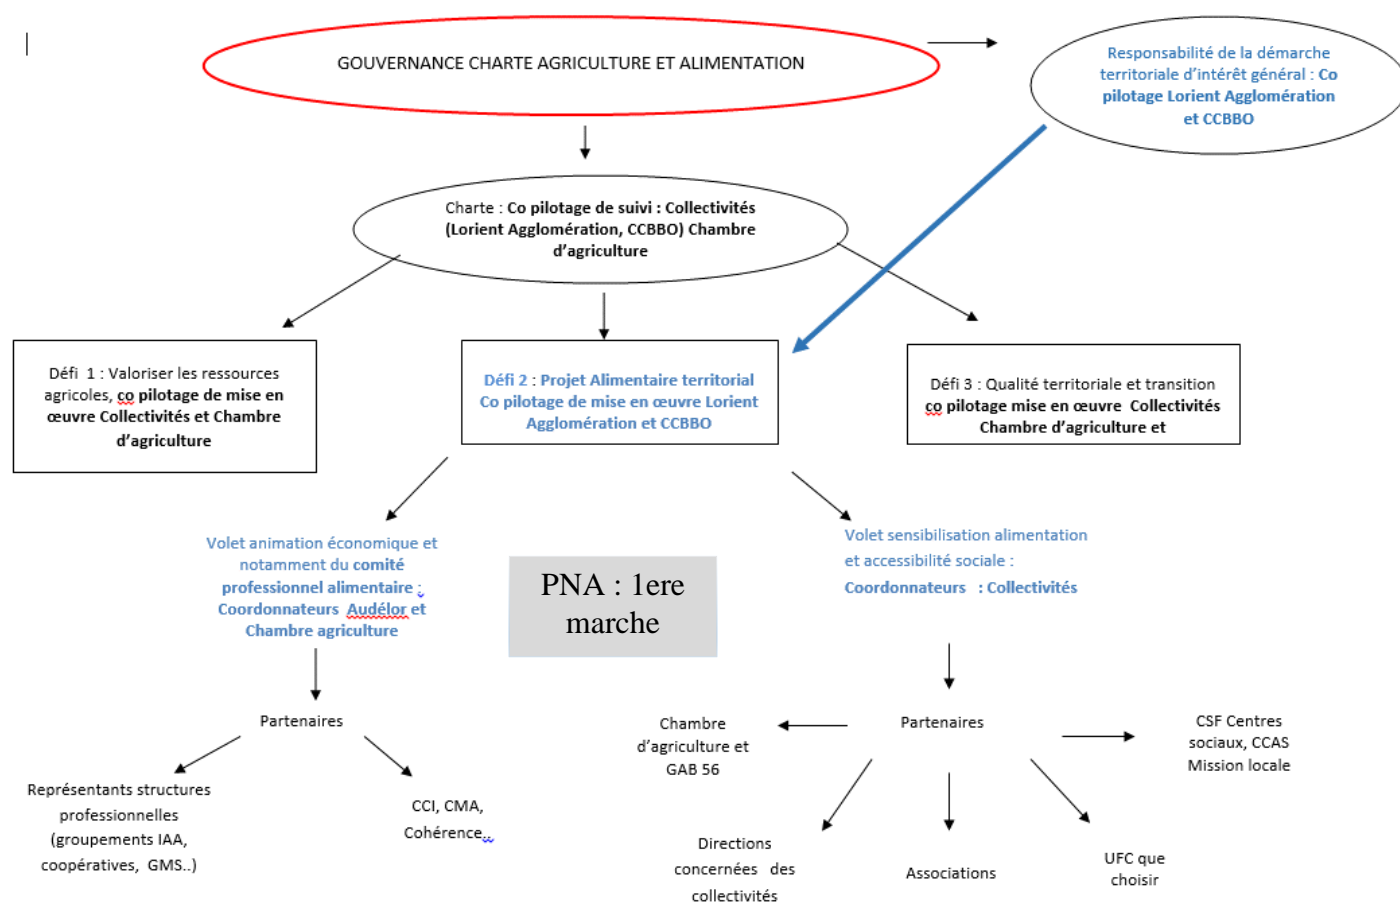 GOUVERNANCE CHARTE AGRICULTURE ET ALIMENTATION
Responsabilité de la démarche
territoriale d'intérêt général : Co
pilotage Lorient Agglomération
et CCBBO
Charte : Co pilotage de suivi : Collectivités
(Lorient Agglomération, CCBBO) Chambre
d'agriculture
Défi 1 : Valoriser les ressources
agricoles, co pilotage de mise en
œuvre Collectivités et Chambre
d'agriculture
Défi 2 : Projet Alimentaire territorial
Co pilotage de mise en œuvre Lorient
Agglomération et CCBBO
Défi 3 : Qualité territoriale et transition
co pilotage mise en œuvre Collectivités
Chambre d'agriculture et
Volet animation économique et
notamment du comité
professionnel alimentaire :
Coordonnateurs Audélor et
Chambre agriculture
PNA : 1ere
marche
Volet sensibilisation alimentation
et accessibilité sociale :
Coordonnateurs : Collectivités
Partenaires
Représentants structures
professionnelles
(groupements IAA,
coopératives, GMS..)
CCI, CMA,
Cohérence..
Partenaires
Chambre
d'agriculture et
GAB 56
CSF Centres
sociaux, CCAS
Mission locale
Directions
concernées des
collectivités
Associations
UFC que
choisir